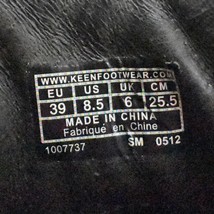 WWW.KEENFOOTWEAR.COM
EU US UK CM
39 8.5 6 25.5
MADE IN CHINA
Fabriqué en Chine
1007737 SM 0512